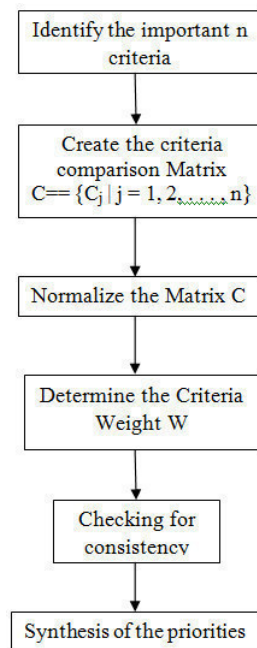 Identify the important n
criteria
Create the criteria
comparison Matrix
C== {Cj | j = 1, 2, . . . , n}
Normalize the Matrix C
Determine the Criteria
Weight W
Checking for
consistency
Synthesis of the priorities